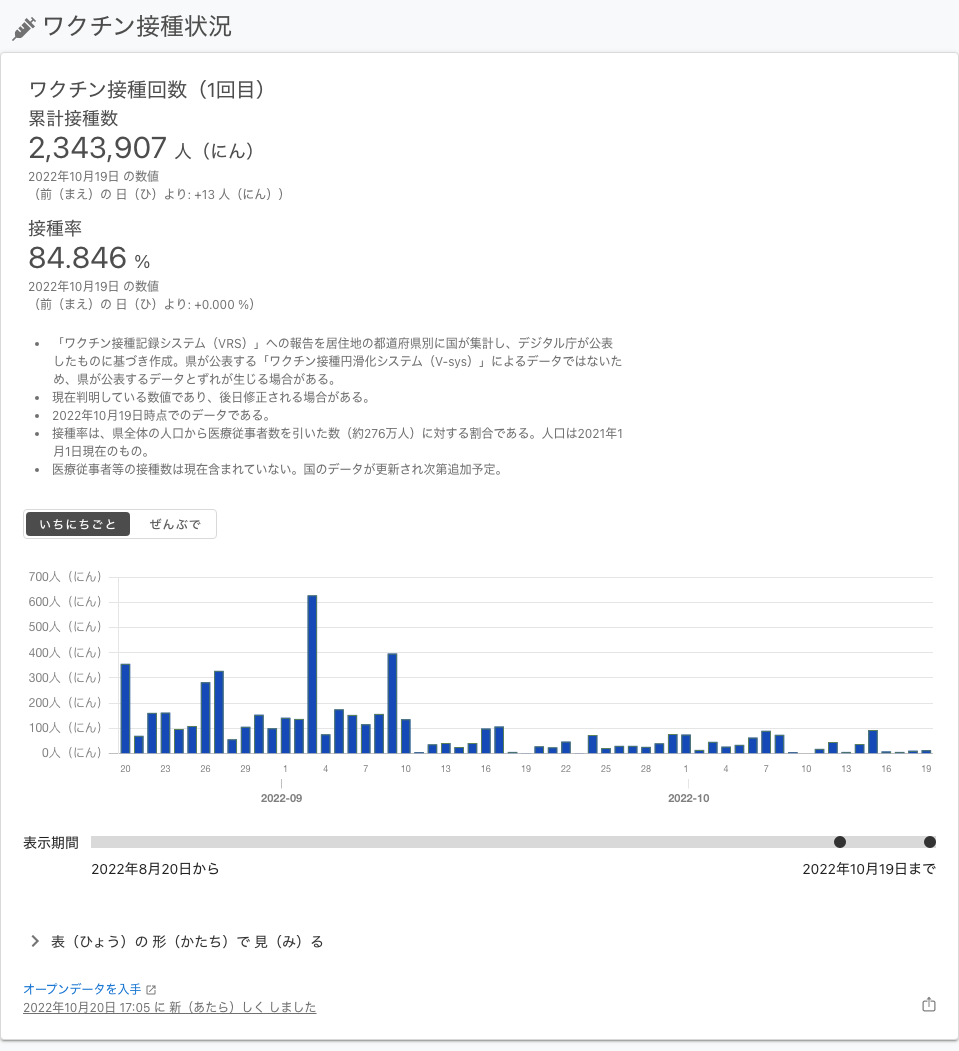 ワクチン接種状況
ワクチン接種回数（1回目）
累計接種数
2,343,907 人（にん）
2022年10月19日 の数値
（前（まえ）の 日（ひ）より: +13 人（にん））
接種率
84.846 %
2022年10月19日 の数値
（前（まえ）の 日（ひ）より: +0.000 %）
• 「ワクチン接種記録システム（VRS）」への報告を居住地の都道府県別に国が集計し、デジタル庁が公表
したものに基づき作成。県が公表する「ワクチン接種円滑化システム（V-sys）」によるデータではないた
め、県が公表するデータとずれが生じる場合がある。
• 現在判明している数値であり、後日修正される場合がある。
• 2022年10月19日時点でのデータである。
• 接種率は、県全体の人口から医療従事者数を引いた数（約276万人）に対する割合である。人口は2021年1
月1日現在のもの。
• 医療従事者等の接種数は現在含まれていない。国のデータが更新され次第追加予定。
いちにちごと ぜんぶで
700人（にん）
600人（にん）
500人（にん）
400人（にん）
300人（にん）
200人（にん）
100人（にん）
0人（にん）
20 23 26 29 1 4 7 10 13 16 19 22 25 28 1 4 7 10 13 16 19
2022-09 2022-10
表示期間
2022年8月20日から 2022年10月19日まで
表（ひょう）の 形（かたち）で 見（み）る
オープンデータを入手
2022年10月20日 17:05 に 新（あたら）しく しました